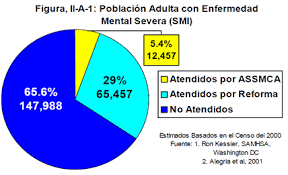 Figura, II-A-1: Población Adulta con Enfermedad
Mental Severa (SMI)
5.4%
12,457
65.6%
147,988
29%
65,457
Atendidos por ASSMCA
Atendidos por Reforma
No Atendidos
Estimados Basados en el Censo del 2000
Fuente: 1. Ron Kessler, SAMHSA,
Washington DC
2. Alegria et al, 2001